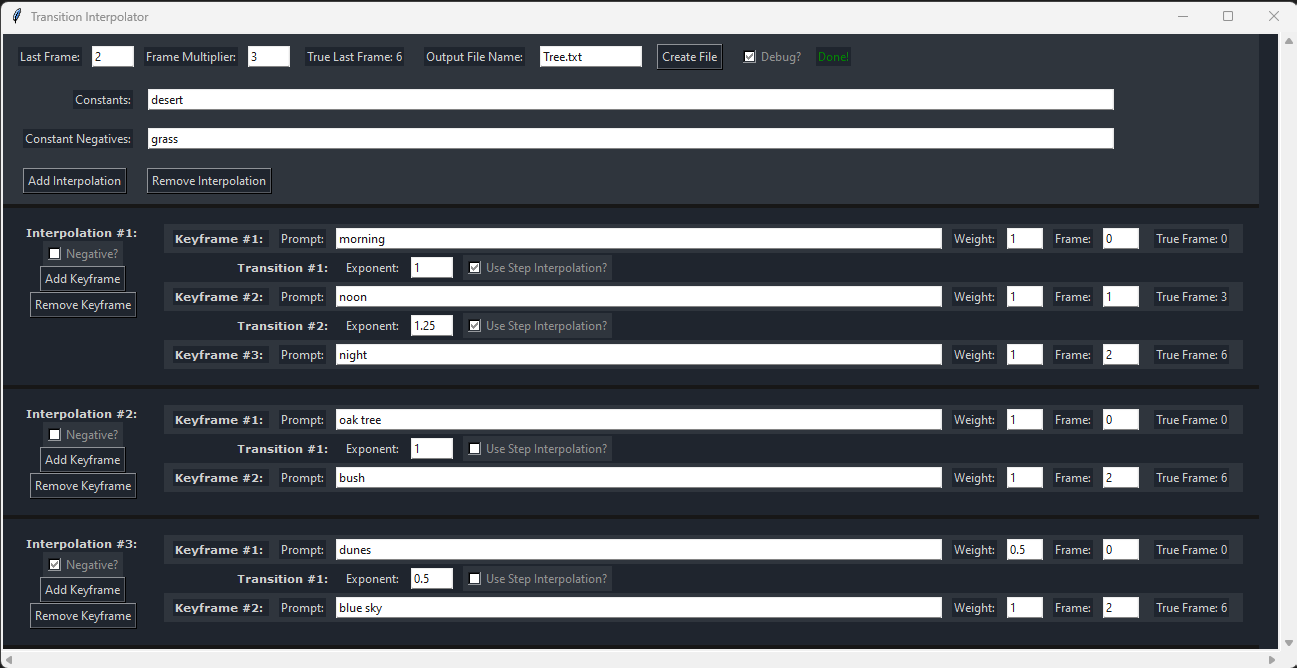 Transition Interpolator
Last Frame: 2 Frame Multiplier: 3 True Last Frame: 6 Output File Name: Tree.txt Create File Debug? Done!
Constants: desert
Constant Negatives: grass
Add Interpolation Remove Interpolation
Interpolation #1:
Negative?
Add Keyframe
Remove Keyframe
Keyframe #1: Prompt: morning Weight: 1 Frame: 0 True Frame: 0
Transition #1: Exponent: 1 Use Step Interpolation?
Keyframe #2: Prompt: noon Weight: 1 Frame: 1 True Frame: 3
Transition #2: Exponent: 1.25 Use Step Interpolation?
Keyframe #3: Prompt: night Weight: 1 Frame: 2 True Frame: 6
Interpolation #2:
Negative?
Add Keyframe
Remove Keyframe
Keyframe #1: Prompt: oak tree Weight: 1 Frame: 0 True Frame: 0
Transition #1: Exponent: 1 Use Step Interpolation?
Keyframe #2: Prompt: bush Weight: 1 Frame: 2 True Frame: 6
Interpolation #3:
Negative?
Add Keyframe
Remove Keyframe
Keyframe #1: Prompt: dunes Weight: 0.5 Frame: 0 True Frame: 0
Transition #1: Exponent: 0.5 Use Step Interpolation?
Keyframe #2: Prompt: blue sky Weight: 1 Frame: 2 True Frame: 6